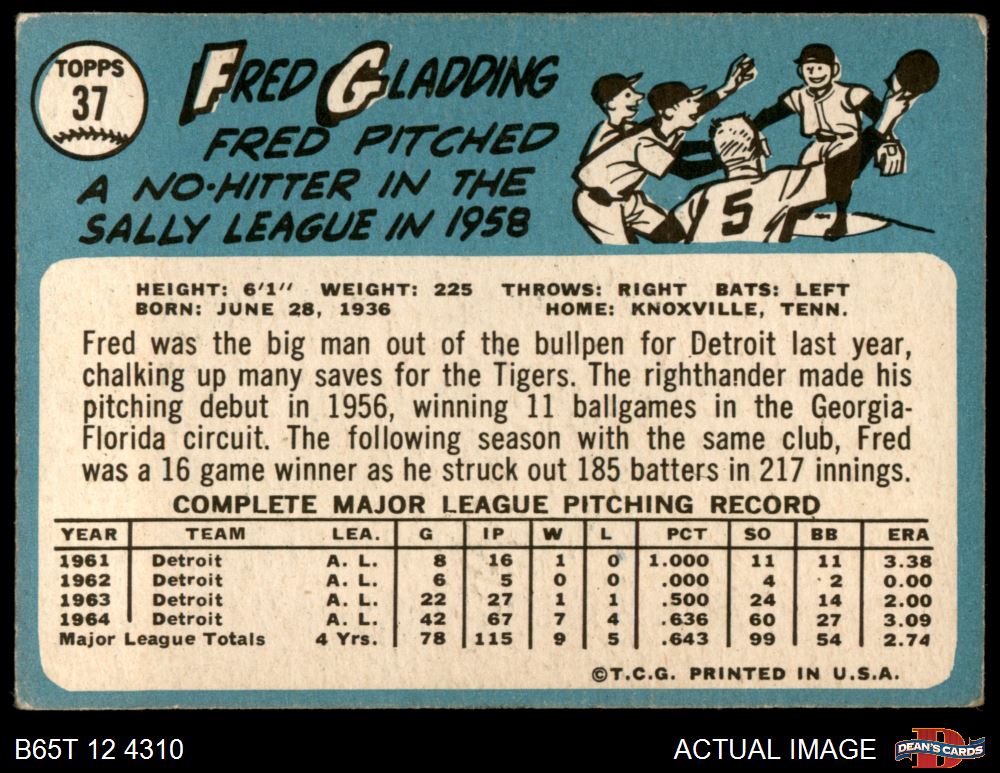 TOPPS
37
FRED GLADDING
FRED PITCHED
A NO-HITTER IN THE
SALLY LEAGUE IN 1958
5
HEIGHT: 6'1" WEIGHT: 225 THROWS: RIGHT BATS: LEFT
BORN: JUNE 28, 1936 HOME: KNOXVILLE, TENN.
Fred was the big man out of the bullpen for Detroit last year,
chalking up many saves for the Tigers. The righthander made his
pitching debut in 1956, winning 11 ballgames in the Georgia-
Florida circuit. The following season with the same club, Fred
was a 16 game winner as he struck out 185 batters in 217 innings.
COMPLETE MAJOR LEAGUE PITCHING RECORD
YEAR TEAM LEA. G IP W L PCT SO BB ERA
1961 Detroit A. L. 8 16 1 0 1.000 11 11 3.38
1962 Detroit A. L. 6 5 0 0 .000 4 2 0.00
1963 Detroit A. L. 22 27 1 1 .500 24 14 2.00
1964 Detroit A. L. 42 67 7 4 .636 60 27 3.09
Major League Totals 4 Yrs. 78 115 9 5 .643 99 54 2.74
©T.C.G. PRINTED IN U.S.A.
B65T 12 4310 ACTUAL IMAGE D DEAN'S CARDS